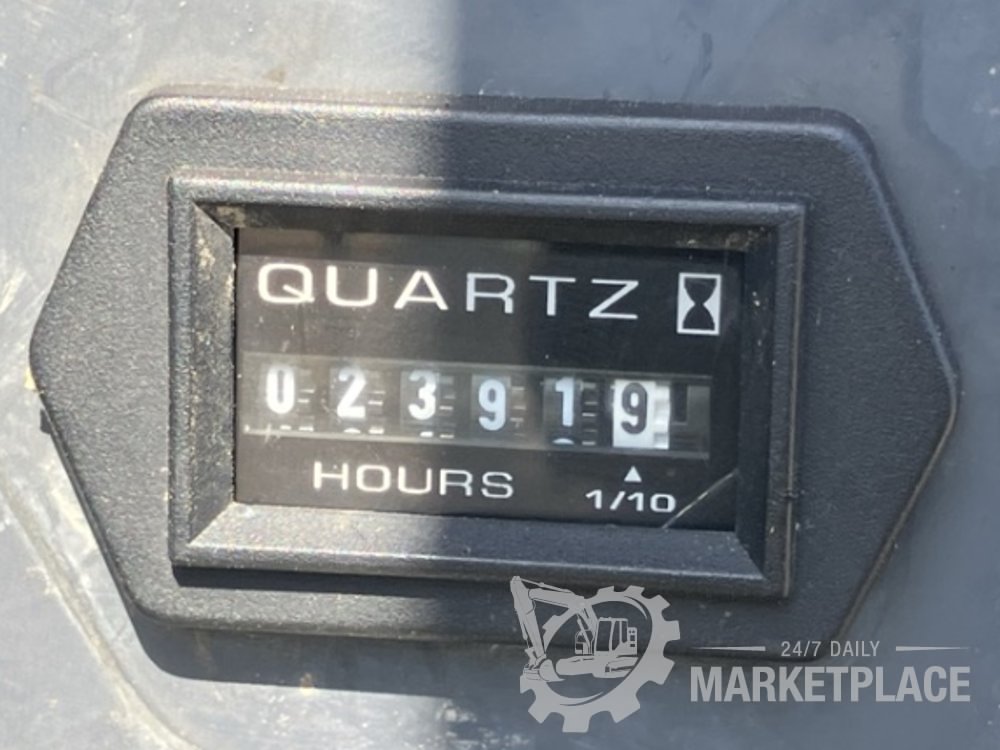 QUARTZ
023919
HOURS
1/10
24/7 DAILY
MARKETPLACE